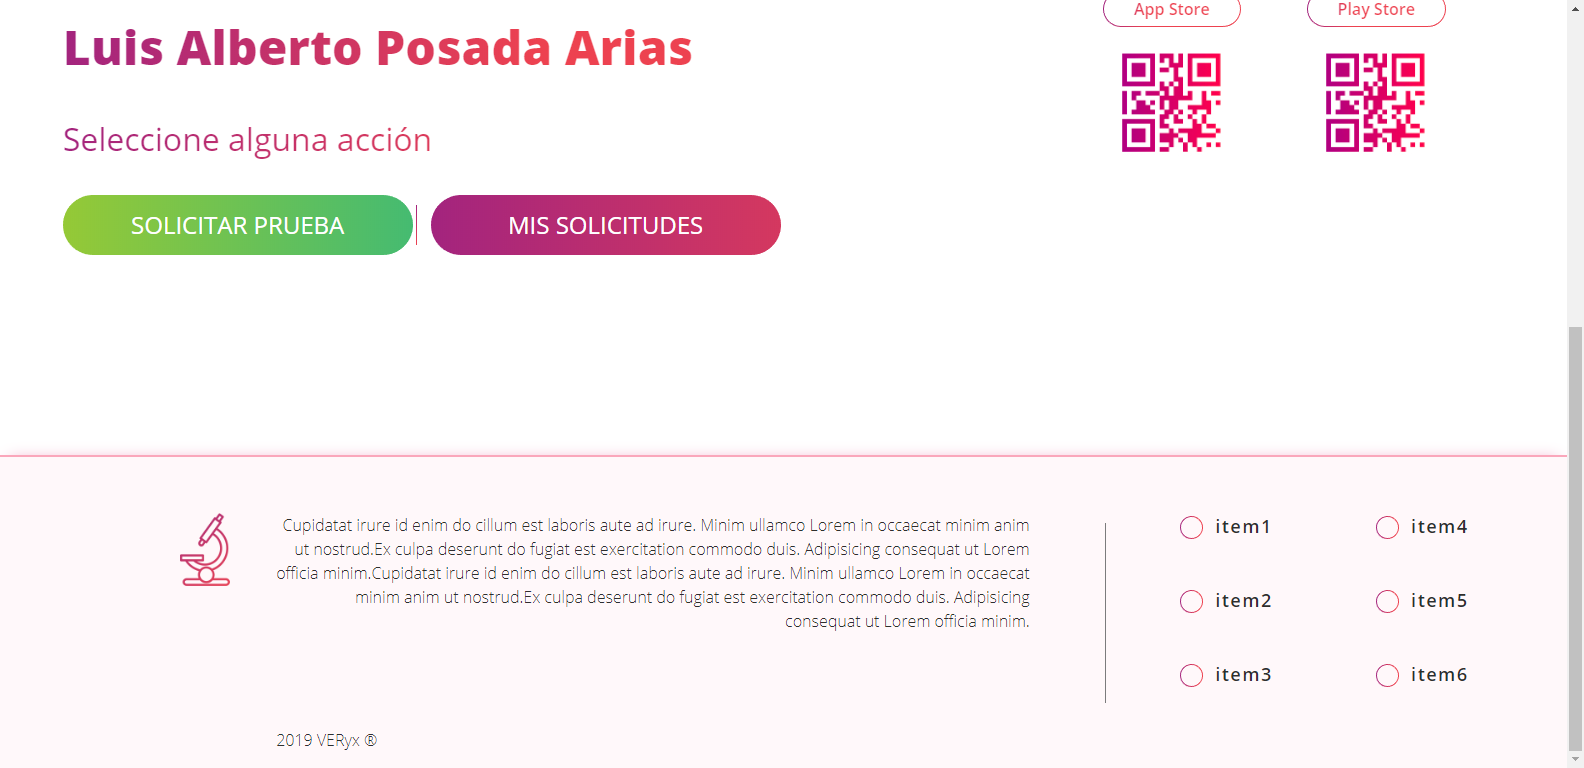 App Store
Play Store
Luis Alberto Posada Arias
Seleccione alguna acción
SOLICITAR PRUEBA
MIS SOLICITUDES
Cupidatat irure id enim do cillum est laboris aute ad irure. Minim ullamco Lorem in occaecat minim anim
ut nostrud.Ex culpa deserunt do fugiat est exercitation commodo duis. Adipisicing consequat ut Lorem
officia minim.Cupidatat irure id enim do cillum est laboris aute ad irure. Minim ullamco Lorem in occaecat
minim anim ut nostrud.Ex culpa deserunt do fugiat est exercitation commodo duis. Adipisicing
consequat ut Lorem officia minim.
item1
item2
item3
item4
item5
item6
2019 VERyx ®